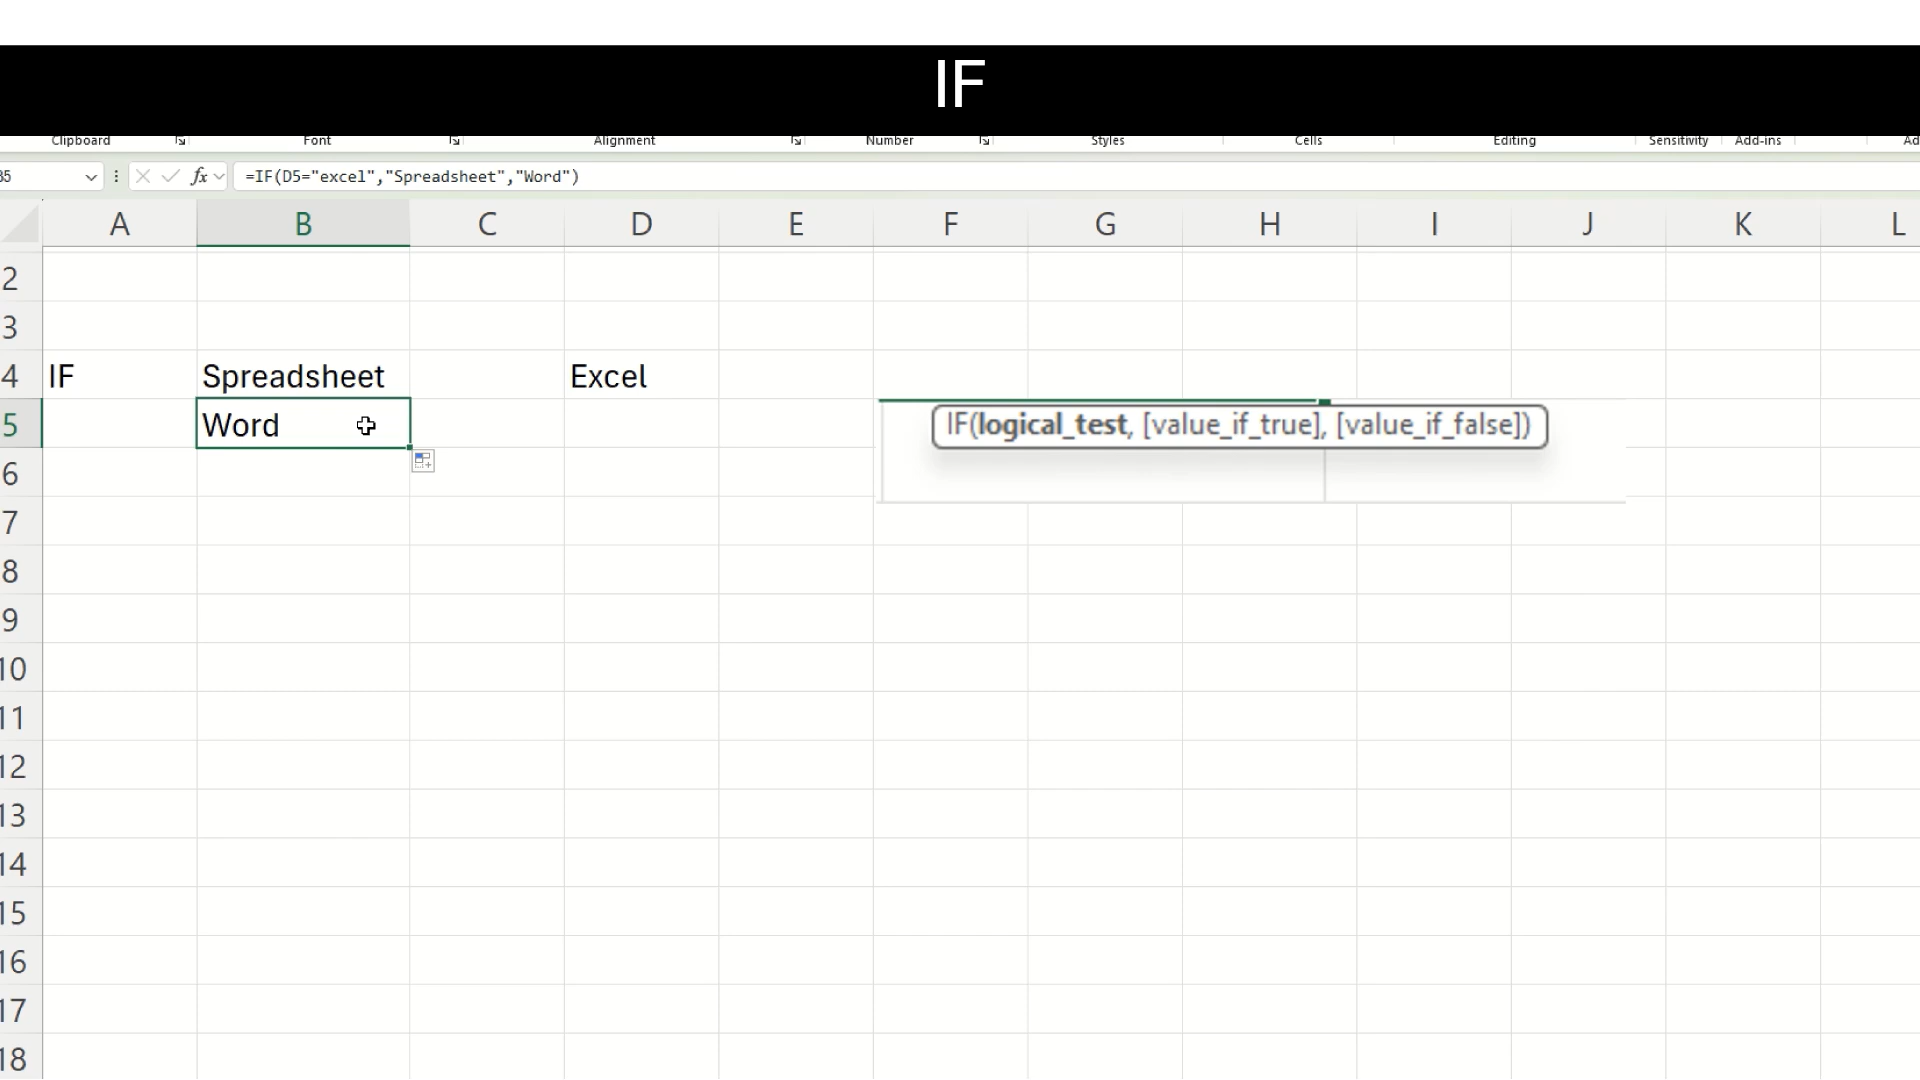 IF
Clipboard Font Alignment Number Styles Cells Editing Sensitivity Add-ins
fx =IF(D5="excel","Spreadsheet","Word")
A B C D E F G H I J K L
2
3
4 IF Spreadsheet Excel
5 Word IF(logical_test, [value_if_true], [value_if_false])
6
7
8
9
10
11
12
13
14
15
16
17
18